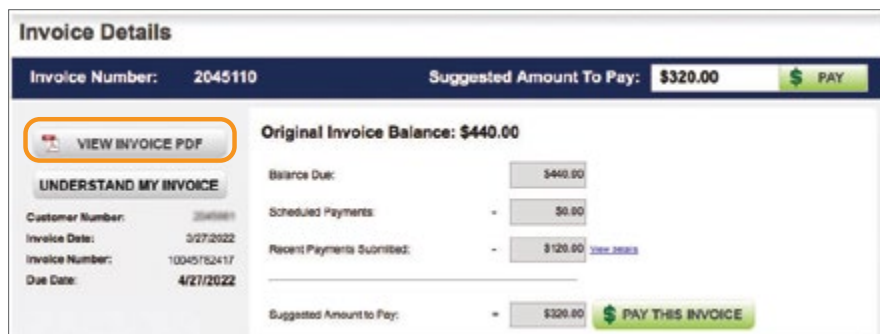 Invoice Details
Invoice Number: 2045110 Suggested Amount To Pay: $320.00 $ PAY
VIEW INVOICE PDF
UNDERSTAND MY INVOICE
Customer Number:
Invoice Date: 3/27/2022
Invoice Number: 10045782417
Due Date: 4/27/2022
Original Invoice Balance: $440.00
Balance Due: $440.00
Scheduled Payments: - $0.00
Recent Payments Submitted: - $120.00 View details
Suggested Amount to Pay: = $320.00 $ PAY THIS INVOICE